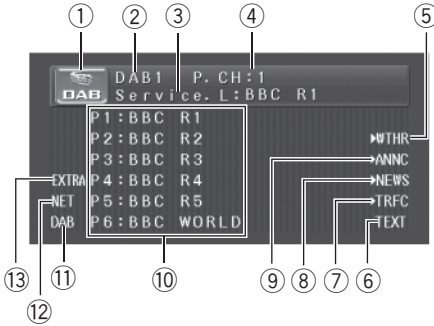 ① ② ③ ④ ⑤
DAB
DAB1 P.CH:1
Service.L:BBC R1
P1:BBC R1
P2:BBC R2
P3:BBC R3
P4:BBC R4
P5:BBC R5
P6:BBC WORLD
EXTRA
NET
DAB
WTHR
ANNC
NEWS
TRFC
TEXT
⑬ ⑫ ⑪ ⑩ ⑨ ⑧ ⑦ ⑥